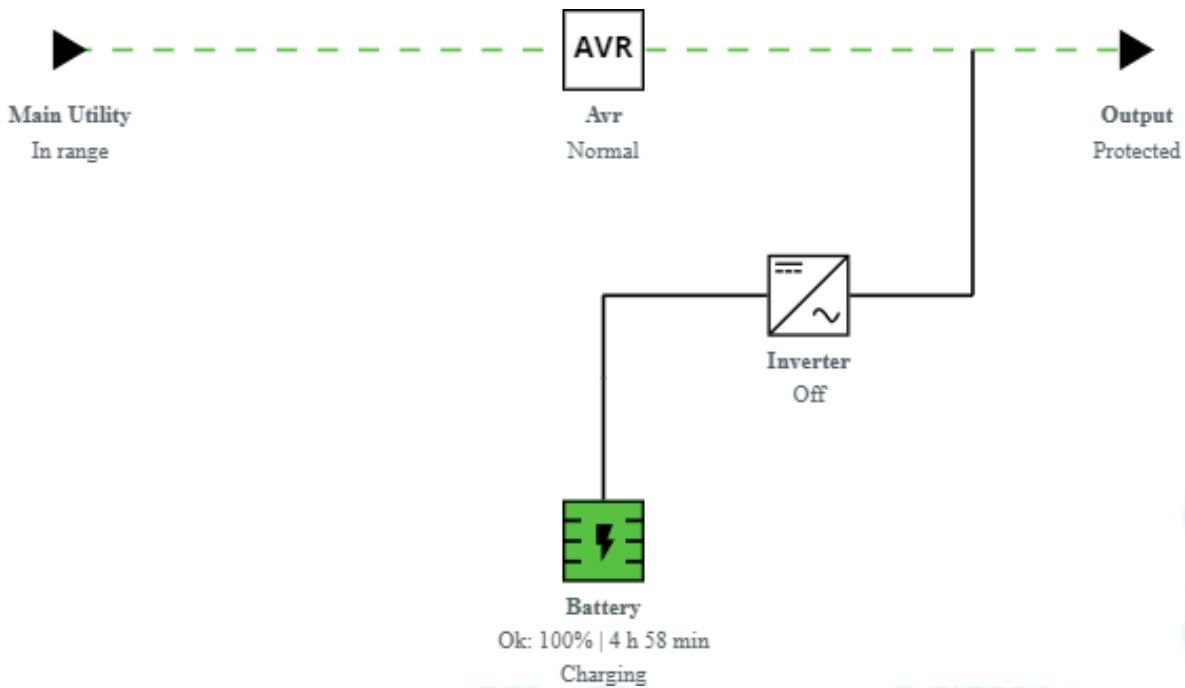 AVR
Main Utility
In range
Avr
Normal
Output
Protected
Inverter
Off
Battery
Ok: 100% | 4 h 58 min
Charging